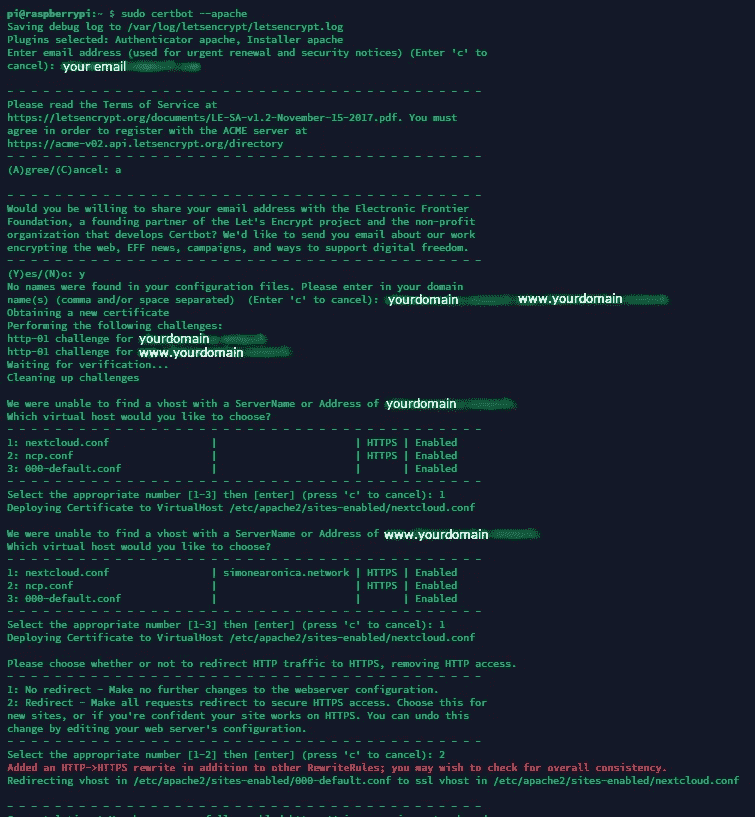 pi@raspberrypi:~ $ sudo certbot --apache
Saving debug log to /var/log/letsencrypt/letsencrypt.log
Plugins selected: Authenticator apache, Installer apache
Enter email address (used for urgent renewal and security notices) (Enter 'c' to
cancel): your email
- - - - - - - - - - - - - - - - - - - - - - - - - - - - - - - - - - - - - - - -
Please read the Terms of Service at
https://letsencrypt.org/documents/LE-SA-v1.2-November-15-2017.pdf. You must
agree in order to register with the ACME server at
https://acme-v02.api.letsencrypt.org/directory
- - - - - - - - - - - - - - - - - - - - - - - - - - - - - - - - - - - - - - - -
(A)gree/(C)ancel: a
- - - - - - - - - - - - - - - - - - - - - - - - - - - - - - - - - - - - - - - -
Would you be willing to share your email address with the Electronic Frontier
Foundation, a founding partner of the Let's Encrypt project and the non-profit
organization that develops Certbot? We'd like to send you email about our work
encrypting the web, EFF news, campaigns, and ways to support digital freedom.
- - - - - - - - - - - - - - - - - - - - - - - - - - - - - - - - - - - - - - - -
(Y)es/(N)o: y
No names were found in your configuration files. Please enter in your domain
name(s) (comma and/or space separated)  (Enter 'c' to cancel): yourdomain www.yourdomain
Obtaining a new certificate
Performing the following challenges:
http-01 challenge for yourdomain
http-01 challenge for www.yourdomain
Waiting for verification...
Cleaning up challenges
We were unable to find a vhost with a ServerName or Address of yourdomain
Which virtual host would you like to choose?
- - - - - - - - - - - - - - - - - - - - - - - - - - - - - - - - - - - - - - - -
1: nextcloud.conf | | HTTPS | Enabled
2: ncp.conf | | HTTPS | Enabled
3: 000-default.conf | | | Enabled
- - - - - - - - - - - - - - - - - - - - - - - - - - - - - - - - - - - - - - - -
Select the appropriate number [1-3] then [enter] (press 'c' to cancel): 1
Deploying Certificate to VirtualHost /etc/apache2/sites-enabled/nextcloud.conf
We were unable to find a vhost with a ServerName or Address of www.yourdomain
Which virtual host would you like to choose?
- - - - - - - - - - - - - - - - - - - - - - - - - - - - - - - - - - - - - - - -
1: nextcloud.conf | simonearonica.network | HTTPS | Enabled
2: ncp.conf | | HTTPS | Enabled
3: 000-default.conf | | | Enabled
- - - - - - - - - - - - - - - - - - - - - - - - - - - - - - - - - - - - - - - -
Select the appropriate number [1-3] then [enter] (press 'c' to cancel): 1
Deploying Certificate to VirtualHost /etc/apache2/sites-enabled/nextcloud.conf
Please choose whether or not to redirect HTTP traffic to HTTPS, removing HTTP access.
- - - - - - - - - - - - - - - - - - - - - - - - - - - - - - - - - - - - - - - -
1: No redirect - Make no further changes to the webserver configuration.
2: Redirect - Make all requests redirect to secure HTTPS access. Choose this for
new sites, or if you're confident your site works on HTTPS. You can undo this
change by editing your web server's configuration.
- - - - - - - - - - - - - - - - - - - - - - - - - - - - - - - - - - - - - - - -
Select the appropriate number [1-2] then [enter] (press 'c' to cancel): 2
Added an HTTP->HTTPS rewrite in addition to other RewriteRules; you may wish to check for overall consistency.
Redirecting vhost in /etc/apache2/sites-enabled/000-default.conf to ssl vhost in /etc/apache2/sites-enabled/nextcloud.conf
- - - - - - - - - - - - - - - - - - - - - - - - - - - - - - - - - - - - - - - -